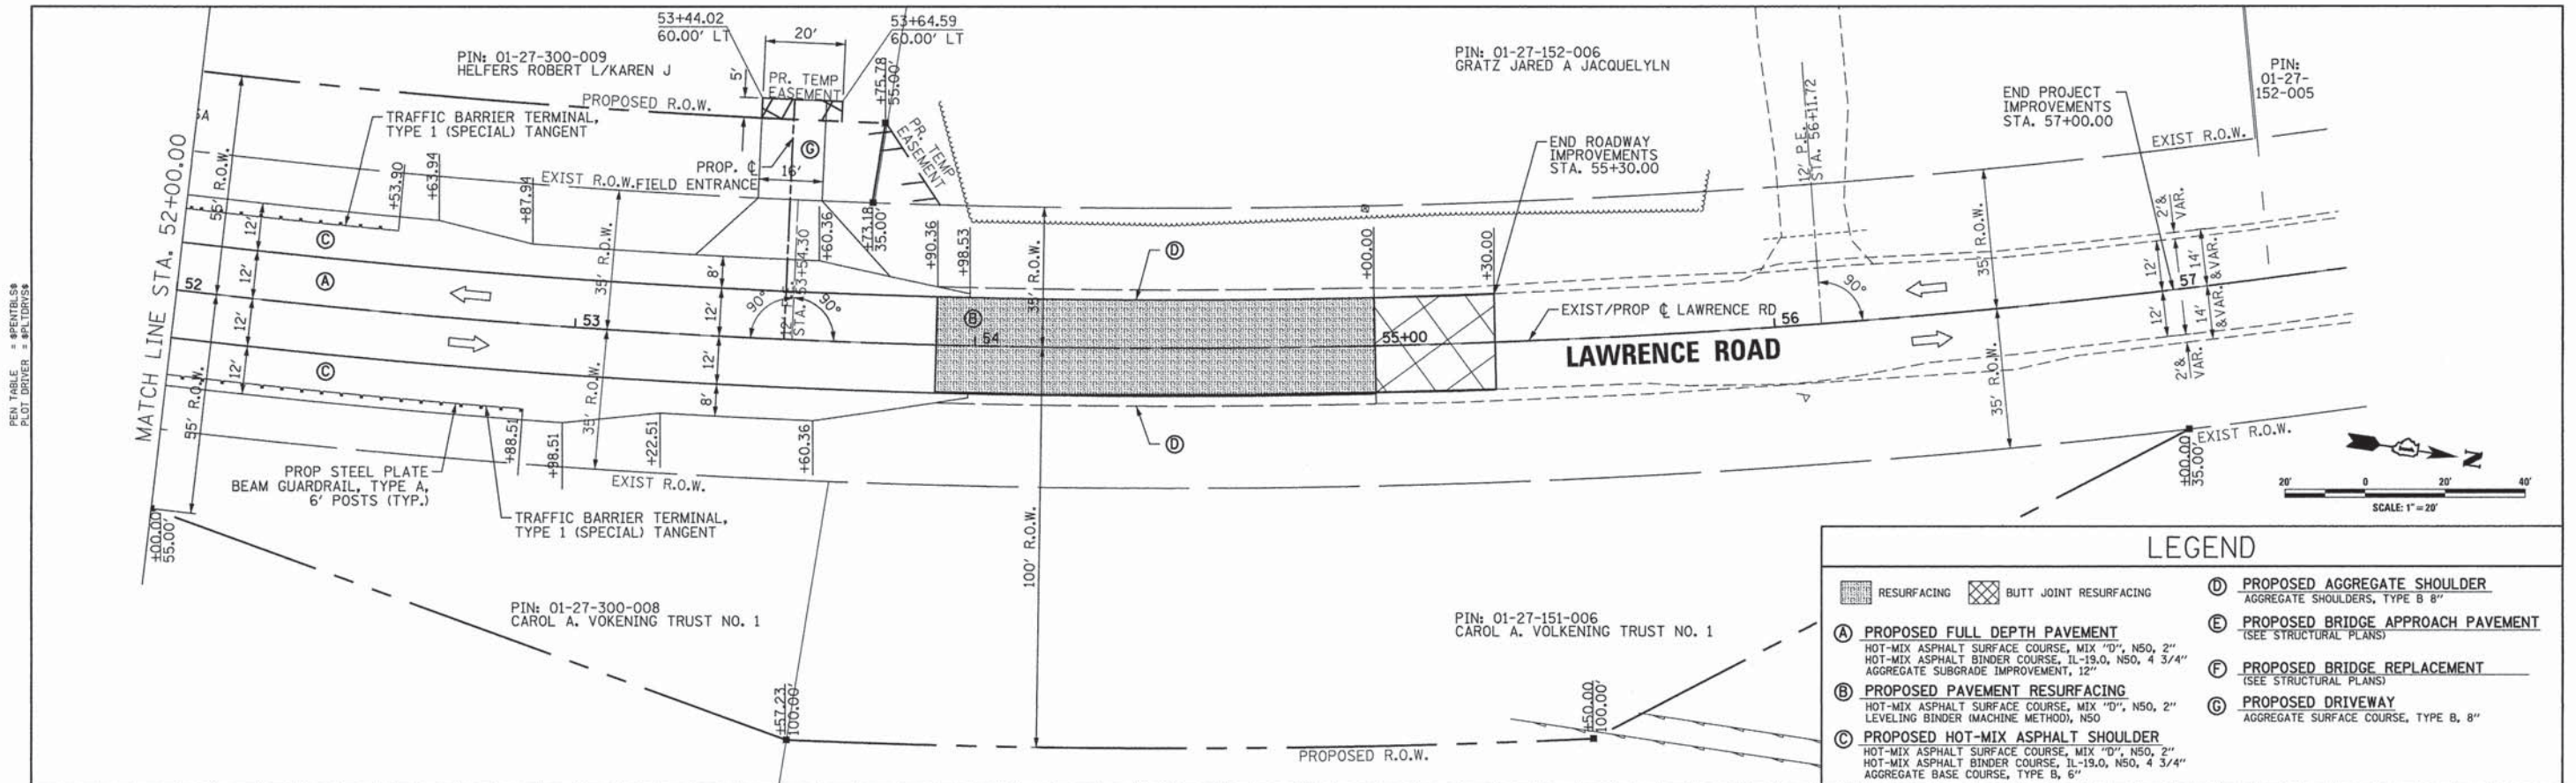 PEN TABLE = $PENTBLS$
PLOT DRIVER = $PLTDRVS$
MATCH LINE STA. 52+00.00
PIN: 01-27-300-009
HELFERS ROBERT L/KAREN J
53+44.02
60.00' LT
20'
53+64.59
60.00' LT
5'
PR. TEMP
EASEMENT
+75.78
55.00'
PROPOSED R.O.W.
TRAFFIC BARRIER TERMINAL,
TYPE 1 (SPECIAL) TANGENT
PR. TEMP
EASEMENT
PROP. ℄
FIELD ENTRANCE
16'
G
EXIST R.O.W.
55' R.O.W.
55' R.O.W.
+53.90
+63.94
+87.94
35' R.O.W.
35' R.O.W.
12'
12'
12'
12'
C
A
C
52
53
8'
12'
12'
8'
90°
90°
STA. 53+54.30
+60.36
+73.18
35.00'
+90.36
+98.53
B
54
35' R.O.W.
100' R.O.W.
D
D
+00.00
+30.00
55+00
PIN: 01-27-152-006
GRATZ JARED A JACQUELYLN
END ROADWAY
IMPROVEMENTS
STA. 55+30.00
12' P.E.
STA. 56+11.72
90°
EXIST/PROP ℄ LAWRENCE RD
56
LAWRENCE ROAD
END PROJECT
IMPROVEMENTS
STA. 57+00.00
PIN:
01-27-
152-005
EXIST R.O.W.
35' R.O.W.
35' R.O.W.
2'&
VAR.
12'
14'
&VAR.
57
12'
14'
&VAR.
2'&
VAR.
+00.00
35.00'
EXIST R.O.W.
N
20'
0
20'
40'
SCALE: 1" = 20'
PROP STEEL PLATE
BEAM GUARDRAIL, TYPE A,
6' POSTS (TYP.)
TRAFFIC BARRIER TERMINAL,
TYPE 1 (SPECIAL) TANGENT
+88.51
+98.51
+22.51
+60.36
EXIST R.O.W.
+00.00
55.00'
PIN: 01-27-300-008
CAROL A. VOKENING TRUST NO. 1
+57.23
100.00'
PIN: 01-27-151-006
CAROL A. VOLKENING TRUST NO. 1
+50.00
100.00'
PROPOSED R.O.W.
LEGEND
RESURFACING
BUTT JOINT RESURFACING
A PROPOSED FULL DEPTH PAVEMENT
HOT-MIX ASPHALT SURFACE COURSE, MIX "D", N50, 2"
HOT-MIX ASPHALT BINDER COURSE, IL-19.0, N50, 4 3/4"
AGGREGATE SUBGRADE IMPROVEMENT, 12"
B PROPOSED PAVEMENT RESURFACING
HOT-MIX ASPHALT SURFACE COURSE, MIX "D", N50, 2"
LEVELING BINDER (MACHINE METHOD), N50
C PROPOSED HOT-MIX ASPHALT SHOULDER
HOT-MIX ASPHALT SURFACE COURSE, MIX "D", N50, 2"
HOT-MIX ASPHALT BINDER COURSE, IL-19.0, N50, 4 3/4"
AGGREGATE BASE COURSE, TYPE B, 6"
D PROPOSED AGGREGATE SHOULDER
AGGREGATE SHOULDERS, TYPE B 8"
E PROPOSED BRIDGE APPROACH PAVEMENT
(SEE STRUCTURAL PLANS)
F PROPOSED BRIDGE REPLACEMENT
(SEE STRUCTURAL PLANS)
G PROPOSED DRIVEWAY
AGGREGATE SURFACE COURSE, TYPE B, 8"